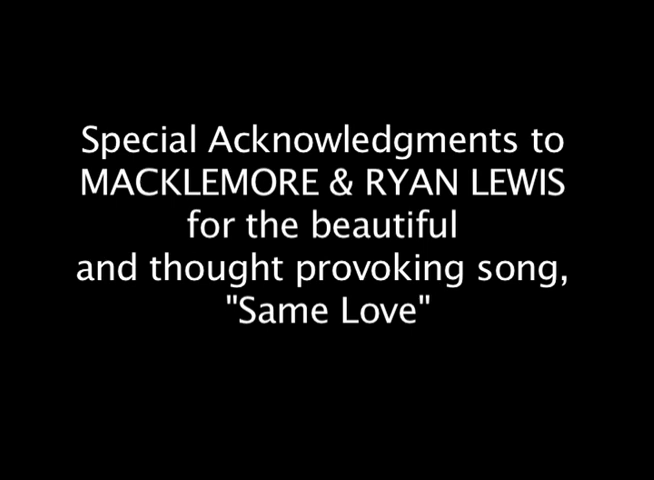 Special Acknowledgments to
MACKLEMORE & RYAN LEWIS
for the beautiful
and thought provoking song,
"Same Love"